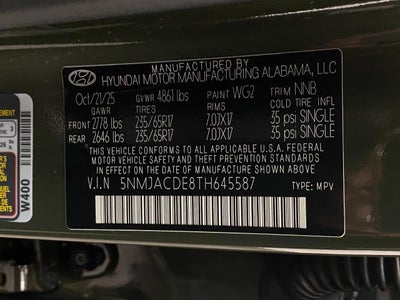 MANUFACTURED BY
HYUNDAI MOTOR MANUFACTURING ALABAMA, LLC
Oct/21/25 GVWR 4861 lbs PAINT WG2 TRIM NNB
GAWR TIRES RIMS COLD INFLATION
FRONT 2778 lbs 235/65R17 7.0JX17 35 psi SINGLE
REAR 2646 lbs 235/65R17 7.0JX17 35 psi SINGLE
THIS VEHICLE CONFORMS TO ALL APPLICABLE U.S.A. FEDERAL
MOTOR VEHICLE SAFETY, BUMPER, AND THEFT PREVENTION STANDARDS
IN EFFECT ON THE DATE OF MANUFACTURE SHOWN ABOVE.
V.I.N 5NMJACDE8TH645587 TYPE: MPV
W400